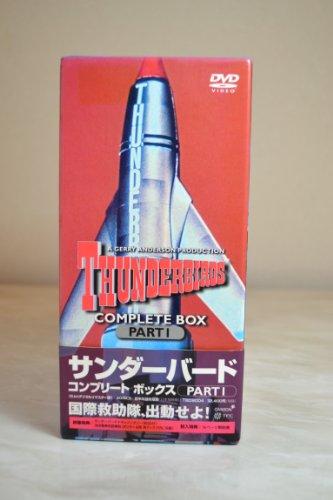 DVD
VIDEO
THUNDERB
A GERRY ANDERSON PRODUCTION
THUNDERBIRDS
COMPLETE BOX
PART I
サンダーバード
コンプリート ボックス PART I
国際救助隊、出動せよ!